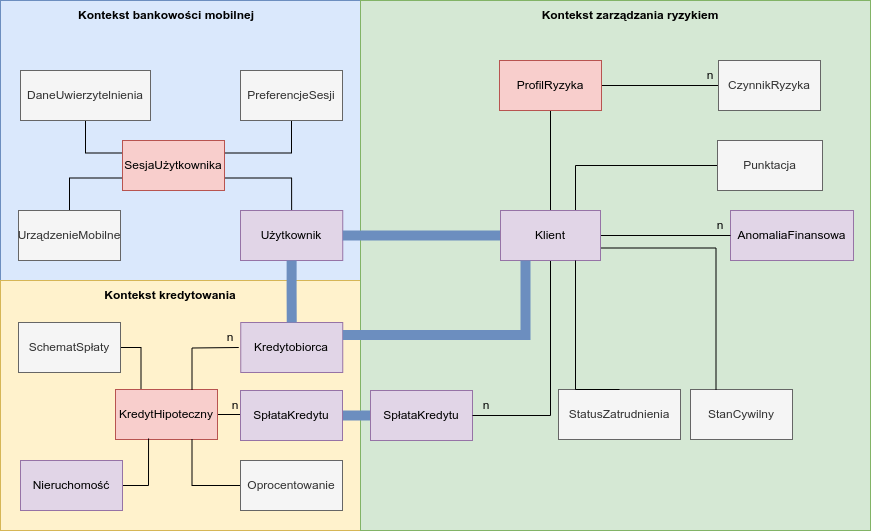 Kontekst bankowości mobilnej
DaneUwierzytelnienia
PreferencjeSesji
SesjaUżytkownika
UrządzenieMobilne
Użytkownik
Kontekst zarządzania ryzykiem
ProfilRyzyka
n
CzynnikRyzyka
Punktacja
Klient
n
AnomaliaFinansowa
Kontekst kredytowania
SchematSpłaty
n
Kredytobiorca
KredytHipoteczny
n
SpłataKredytu
SpłataKredytu
n
StatusZatrudnienia
StanCywilny
Nieruchomość
Oprocentowanie